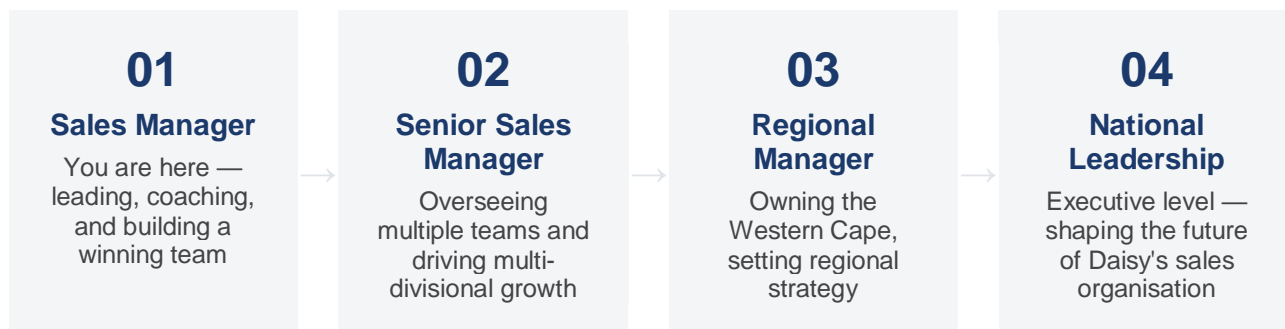 01
Sales Manager
You are here —
leading, coaching,
and building a
winning team
→
02
Senior Sales
Manager
Overseeing
multiple teams and
driving multi-
divisional growth
→
03
Regional
Manager
Owning the
Western Cape,
setting regional
strategy
→
04
National
Leadership
Executive level —
shaping the future
of Daisy's sales
organisation